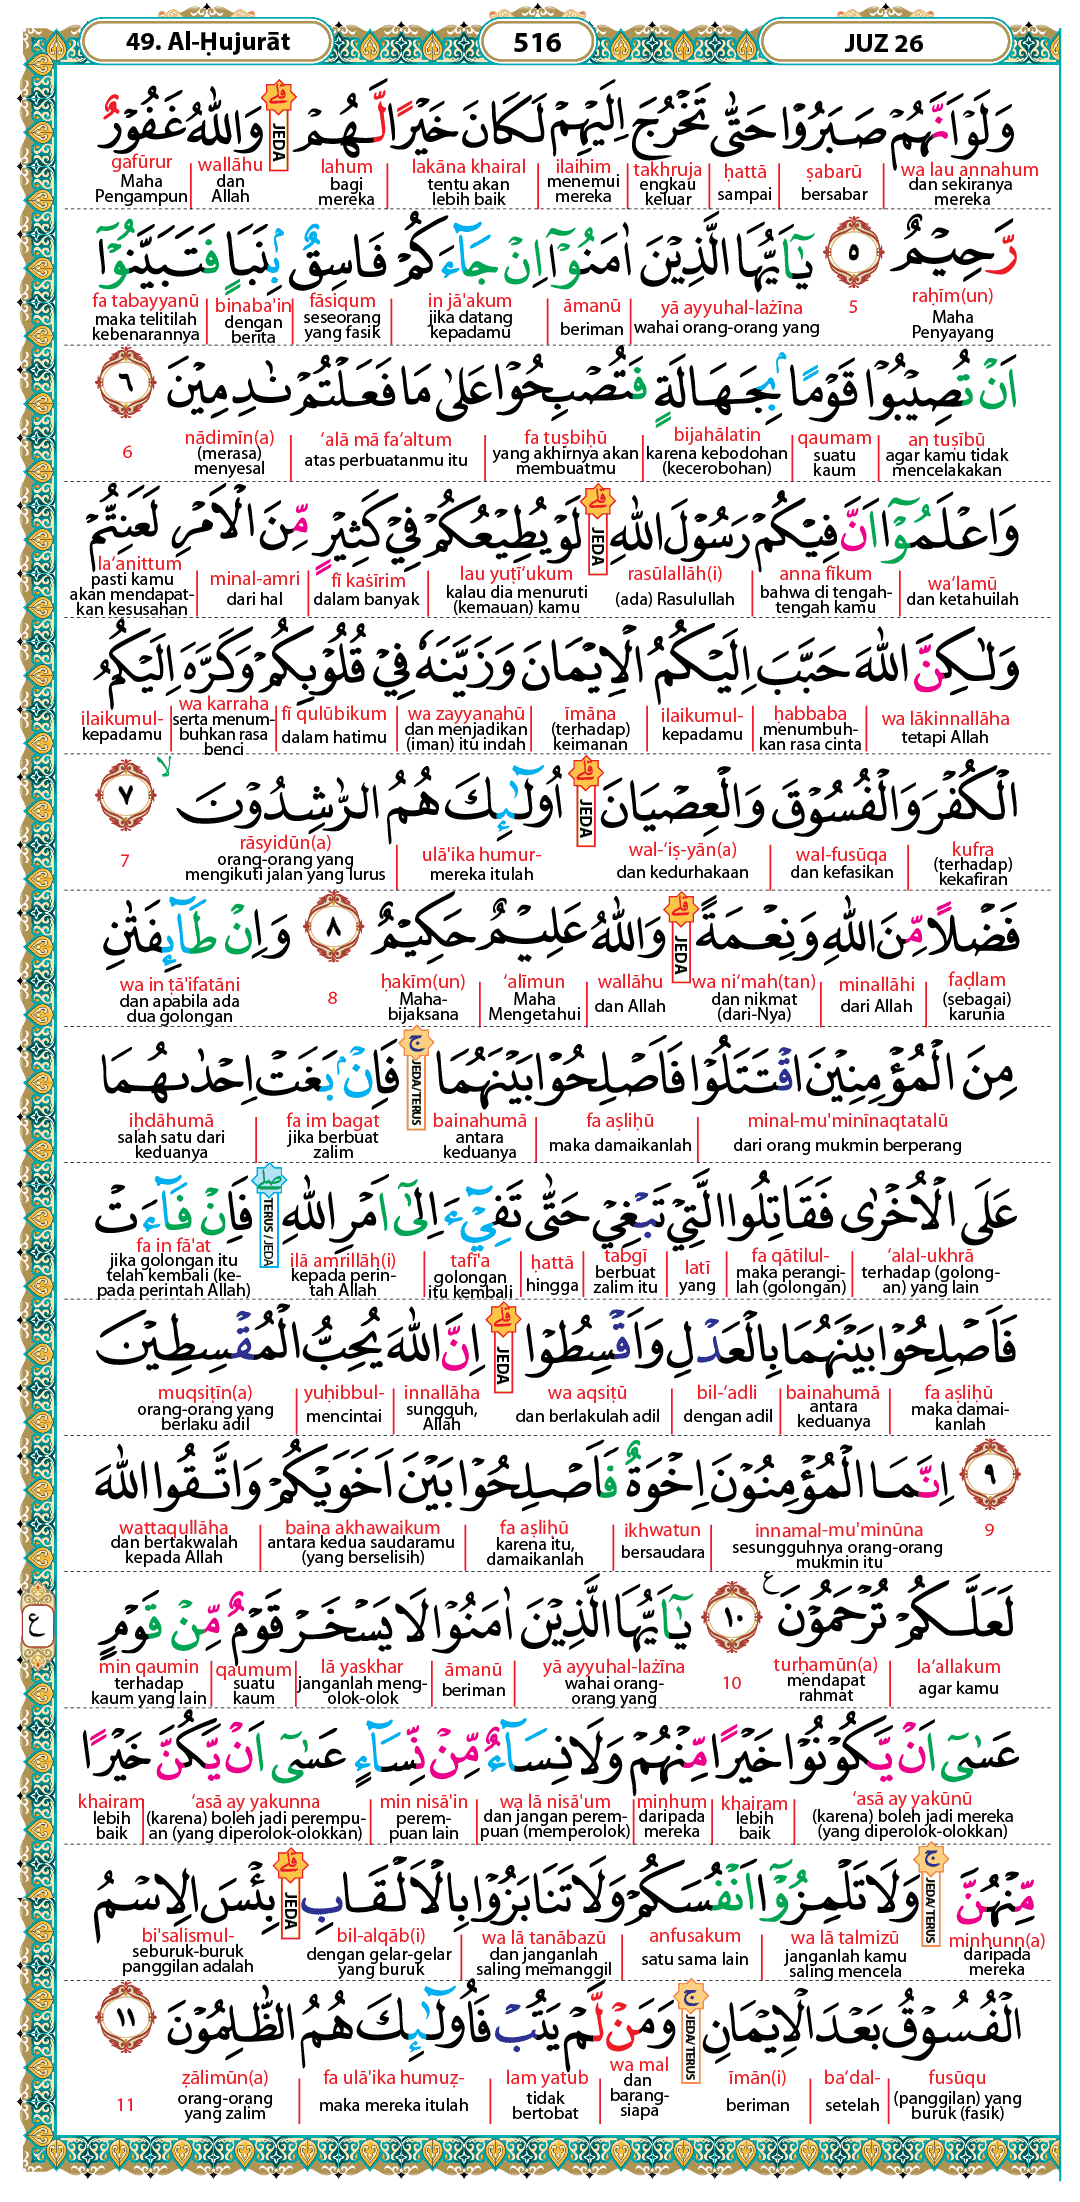 49. Al-Ḥujurāt
516
JUZ 26
وَلَوْ اَنَّهُمْ صَبَرُوْا حَتّٰى تَخْرُجَ اِلَيْهِمْ لَكَانَ خَيْرًا لَّهُمْ ۗ وَاللّٰهُ غَفُوْرٌ
JEDA
wa lau annahum ṣabarū ḥattā takhruja ilaihim lakāna khairal lahum wallāhu gafūrur
dan sekiranya mereka bersabar sampai engkau keluar menemui mereka tentu akan lebih baik bagi mereka dan Allah Maha Pengampun
رَّحِيْمٌ ٥ يٰٓاَيُّهَا الَّذِيْنَ اٰمَنُوْٓا اِنْ جَاۤءَكُمْ فَاسِقٌۢ بِنَبَاٍ فَتَبَيَّنُوْٓا
raḥīm(un) 5 yā ayyuhal-lażīna āmanū in jā'akum fāsiqum binaba'in fa tabayyanū
Maha Penyayang wahai orang-orang yang beriman jika datang kepadamu seseorang yang fasik dengan berita maka telitilah kebenarannya
اَنْ تُصِيْبُوْا قَوْمًاۢ بِجَهَالَةٍ فَتُصْبِحُوْا عَلٰى مَا فَعَلْتُمْ نٰدِمِيْنَ ٦
an tuṣībū qaumam bijahālatin fa tuṣbiḥū ‘alā mā fa‘altum nādimīn(a) 6
agar kamu tidak mencelakakan suatu kaum karena kebodohan (kecerobohan) yang akhirnya akan membuatmu atas perbuatanmu itu (merasa) menyesal
وَاعْلَمُوْٓا اَنَّ فِيْكُمْ رَسُوْلَ اللّٰهِ ۗ لَوْ يُطِيْعُكُمْ فِيْ كَثِيْرٍ مِّنَ الْاَمْرِ لَعَنِتُّمْ
JEDA
wa‘lamū anna fīkum rasūlallāh(i) lau yuṭī‘ukum fī kaṡīrim minal-amri la‘anittum
dan ketahuilah bahwa di tengah-tengah kamu (ada) Rasulullah kalau dia menuruti (kemauan) kamu dalam banyak dari hal pasti kamu akan mendapat-kan kesusahan
وَلٰكِنَّ اللّٰهَ حَبَّبَ اِلَيْكُمُ الْاِيْمَانَ وَزَيَّنَهٗ فِيْ قُلُوْبِكُمْ وَكَرَّهَ اِلَيْكُمُ
wa lākinnallāha ḥabbaba ilaikumul- īmāna wa zayyanahū fī qulūbikum wa karraha ilaikumul-
tetapi Allah menumbuh-kan rasa cinta kepadamu (terhadap) keimanan dan menjadikan (iman) itu indah dalam hatimu serta menum-buhkan rasa benci kepadamu
الْكُفْرَ وَالْفُسُوْقَ وَالْعِصْيَانَ ۗ اُولٰۤىِٕكَ هُمُ الرّٰشِدُوْنَ ۙ ٧
JEDA
kufra wal-fusūqa wal-‘iṣ-yān(a) ulā'ika humur- rāsyidūn(a) 7
(terhadap) kekafiran dan kefasikan dan kedurhakaan mereka itulah orang-orang yang mengikuti jalan yang lurus
فَضْلًا مِّنَ اللّٰهِ وَنِعْمَةً ۗ وَاللّٰهُ عَلِيْمٌ حَكِيْمٌ ٨ وَاِنْ طَاۤىِٕفَتٰنِ
JEDA
faḍlam minallāhi wa ni‘mah(tan) wallāhu ‘alīmun ḥakīm(un) 8 wa in ṭā'ifatāni
(sebagai) karunia dari Allah dan nikmat (dari-Nya) dan Allah Maha Mengetahui Maha-bijaksana dan apabila ada dua golongan
مِنَ الْمُؤْمِنِيْنَ اقْتَتَلُوْا فَاَصْلِحُوْا بَيْنَهُمَا ۚ فَاِنْۢ بَغَتْ اِحْدٰىهُمَا
JEDA/TERUS
minal-mu'minīnaqtatalū fa aṣliḥū bainahumā fa im bagat iḥdāhumā
dari orang mukmin berperang maka damaikanlah antara keduanya jika berbuat zalim salah satu dari keduanya
عَلَى الْاُخْرٰى فَقَاتِلُوا الَّتِيْ تَبْغِيْ حَتّٰى تَفِيْۤءَ اِلٰٓى اَمْرِ اللّٰهِ ۖ فَاِنْ فَاۤءَتْ
TERUS/JEDA
‘alal-ukhrā fa qātilul- latī tabgī ḥattā tafī'a ilā amrillāh(i) fa in fā'at
terhadap (golong-an) yang lain maka perangi-lah (golongan) yang berbuat zalim itu hingga golongan itu kembali kepada perin-tah Allah jika golongan itu telah kembali (ke-pada perintah Allah)
فَاَصْلِحُوْا بَيْنَهُمَا بِالْعَدْلِ وَاَقْسِطُوْا ۗ اِنَّ اللّٰهَ يُحِبُّ الْمُقْسِطِيْنَ
JEDA
fa aṣliḥū bainahumā bil-‘adli wa aqsiṭū innallāha yuḥibbul- muqsiṭīn(a)
maka damai-kanlah antara keduanya dengan adil dan berlakulah adil sungguh, Allah mencintai orang-orang yang berlaku adil
٩ اِنَّمَا الْمُؤْمِنُوْنَ اِخْوَةٌ فَاَصْلِحُوْا بَيْنَ اَخَوَيْكُمْ وَاتَّقُوا اللّٰهَ
9 innamal-mu'minūna ikhwatun fa aṣliḥū baina akhawaikum wattaqullāha
sesungguhnya orang-orang mukmin itu bersaudara karena itu, damaikanlah antara kedua saudaramu (yang berselisih) dan bertakwalah kepada Allah
لَعَلَّكُمْ تُرْحَمُوْنَ ࣖ ١٠ يٰٓاَيُّهَا الَّذِيْنَ اٰمَنُوْا لَا يَسْخَرْ قَوْمٌ مِّنْ قَوْمٍ
ع
la‘allakum turḥamūn(a) 10 yā ayyuhal-lażīna āmanū lā yaskhar qaumum min qaumin
agar kamu mendapat rahmat wahai orang-orang yang beriman janganlah meng-olok-olok suatu kaum terhadap kaum yang lain
عَسٰٓى اَنْ يَّكُوْنُوْا خَيْرًا مِّنْهُمْ وَلَا نِسَاۤءٌ مِّنْ نِّسَاۤءٍ عَسٰٓى اَنْ يَّكُنَّ خَيْرًا
‘asā ay yakūnū khairam minhum wa lā nisā'um min nisā'in ‘asā ay yakunna khairam
(karena) boleh jadi mereka (yang diperolok-olokkan) lebih baik daripada mereka dan jangan perem-puan (memperolok) perem-puan lain (karena) boleh jadi perempu-an (yang diperolok-olokkan) lebih baik
مِّنْهُنَّ ۚ وَلَا تَلْمِزُوْٓا اَنْفُسَكُمْ وَلَا تَنَابَزُوْا بِالْاَلْقَابِ ۗ بِئْسَ الِاسْمُ
JEDA/TERUS JEDA
minhunn(a) wa lā talmizū anfusakum wa lā tanābazū bil-alqāb(i) bi'salismul-
daripada mereka janganlah kamu saling mencela satu sama lain dan janganlah saling memanggil dengan gelar-gelar yang buruk seburuk-buruk panggilan adalah
الْفُسُوْقُ بَعْدَ الْاِيْمَانِ ۚ وَمَنْ لَّمْ يَتُبْ فَاُولٰۤىِٕكَ هُمُ الظّٰلِمُوْنَ ١١
JEDA/TERUS
fusūqu ba‘dal- īmān(i) wa mal lam yatub fa ulā'ika humuẓ- ẓālimūn(a) 11
(panggilan) yang buruk (fasik) setelah beriman dan barang-siapa tidak bertobat maka mereka itulah orang-orang yang zalim